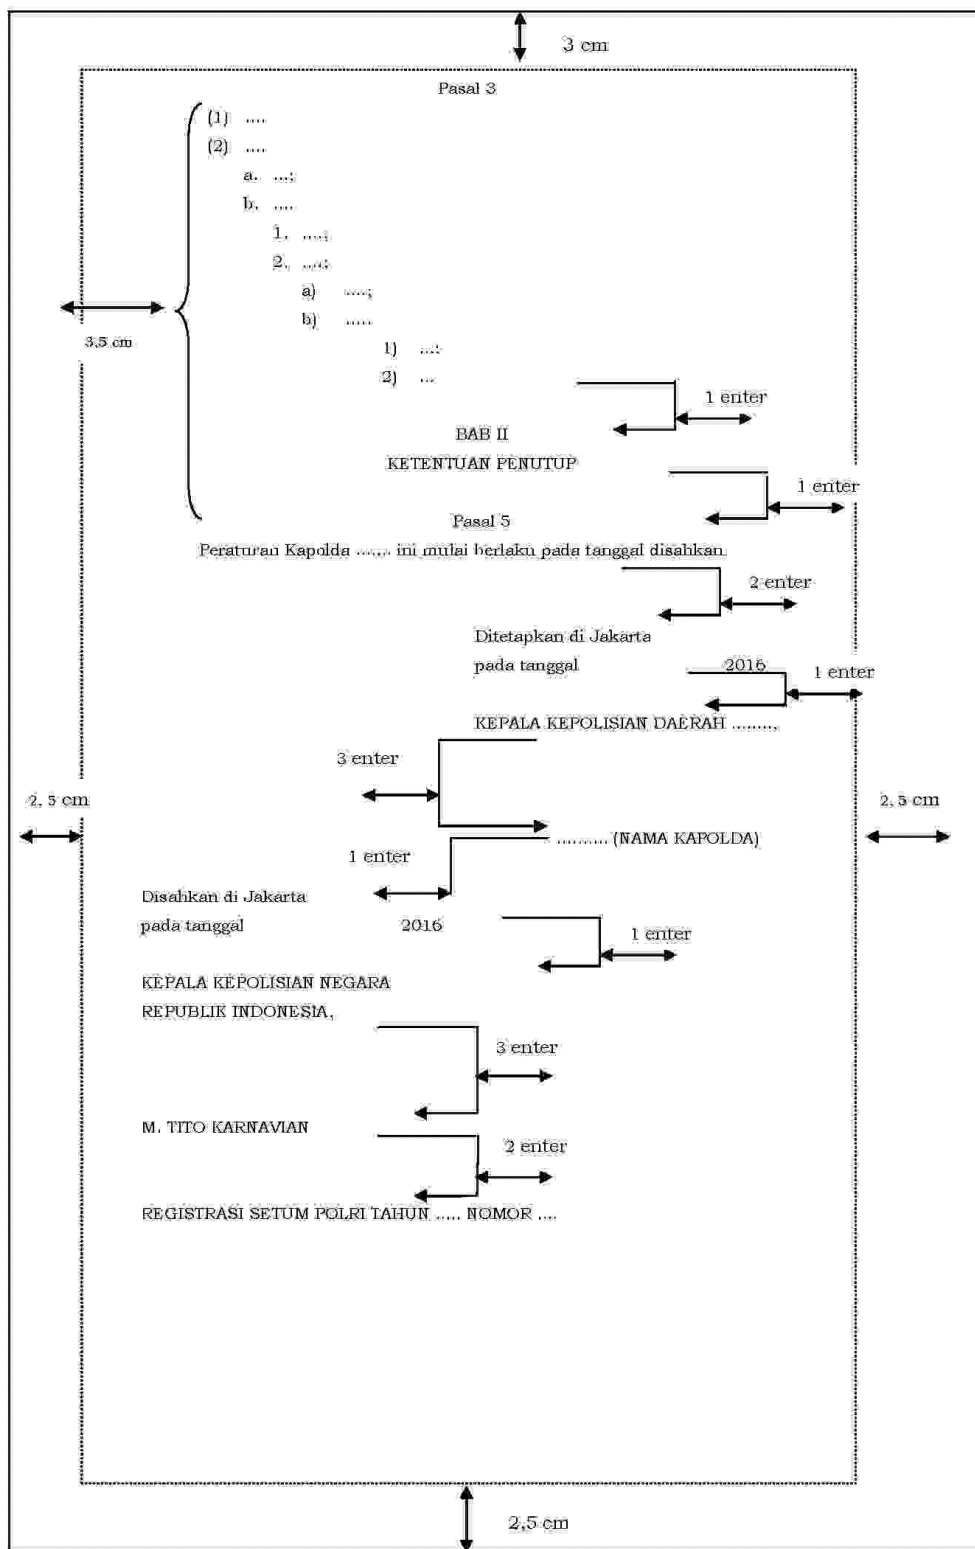 3 cm
Pasal 3
(1) ....
(2) ....
a. ...;
b. ....
1. ....;
2. ....;
a) ....;
b) .....
3,5 cm
1) ...;
2) ...
1 enter
BAB II
KETENTUAN PENUTUP
1 enter
Pasal 5
Peraturan Kapolda ....... ini mulai berlaku pada tanggal disahkan.
2 enter
Ditetapkan di Jakarta
pada tanggal 2016
1 enter
KEPALA KEPOLISIAN DAERAH .........,
3 enter
2, 5 cm
2, 5 cm
.......... (NAMA KAPOLDA)
1 enter
Disahkan di Jakarta
pada tanggal 2016
1 enter
KEPALA KEPOLISIAN NEGARA
REPUBLIK INDONESIA,
3 enter
M. TITO KARNAVIAN
2 enter
REGISTRASI SETUM POLRI TAHUN ..... NOMOR ....
2,5 cm